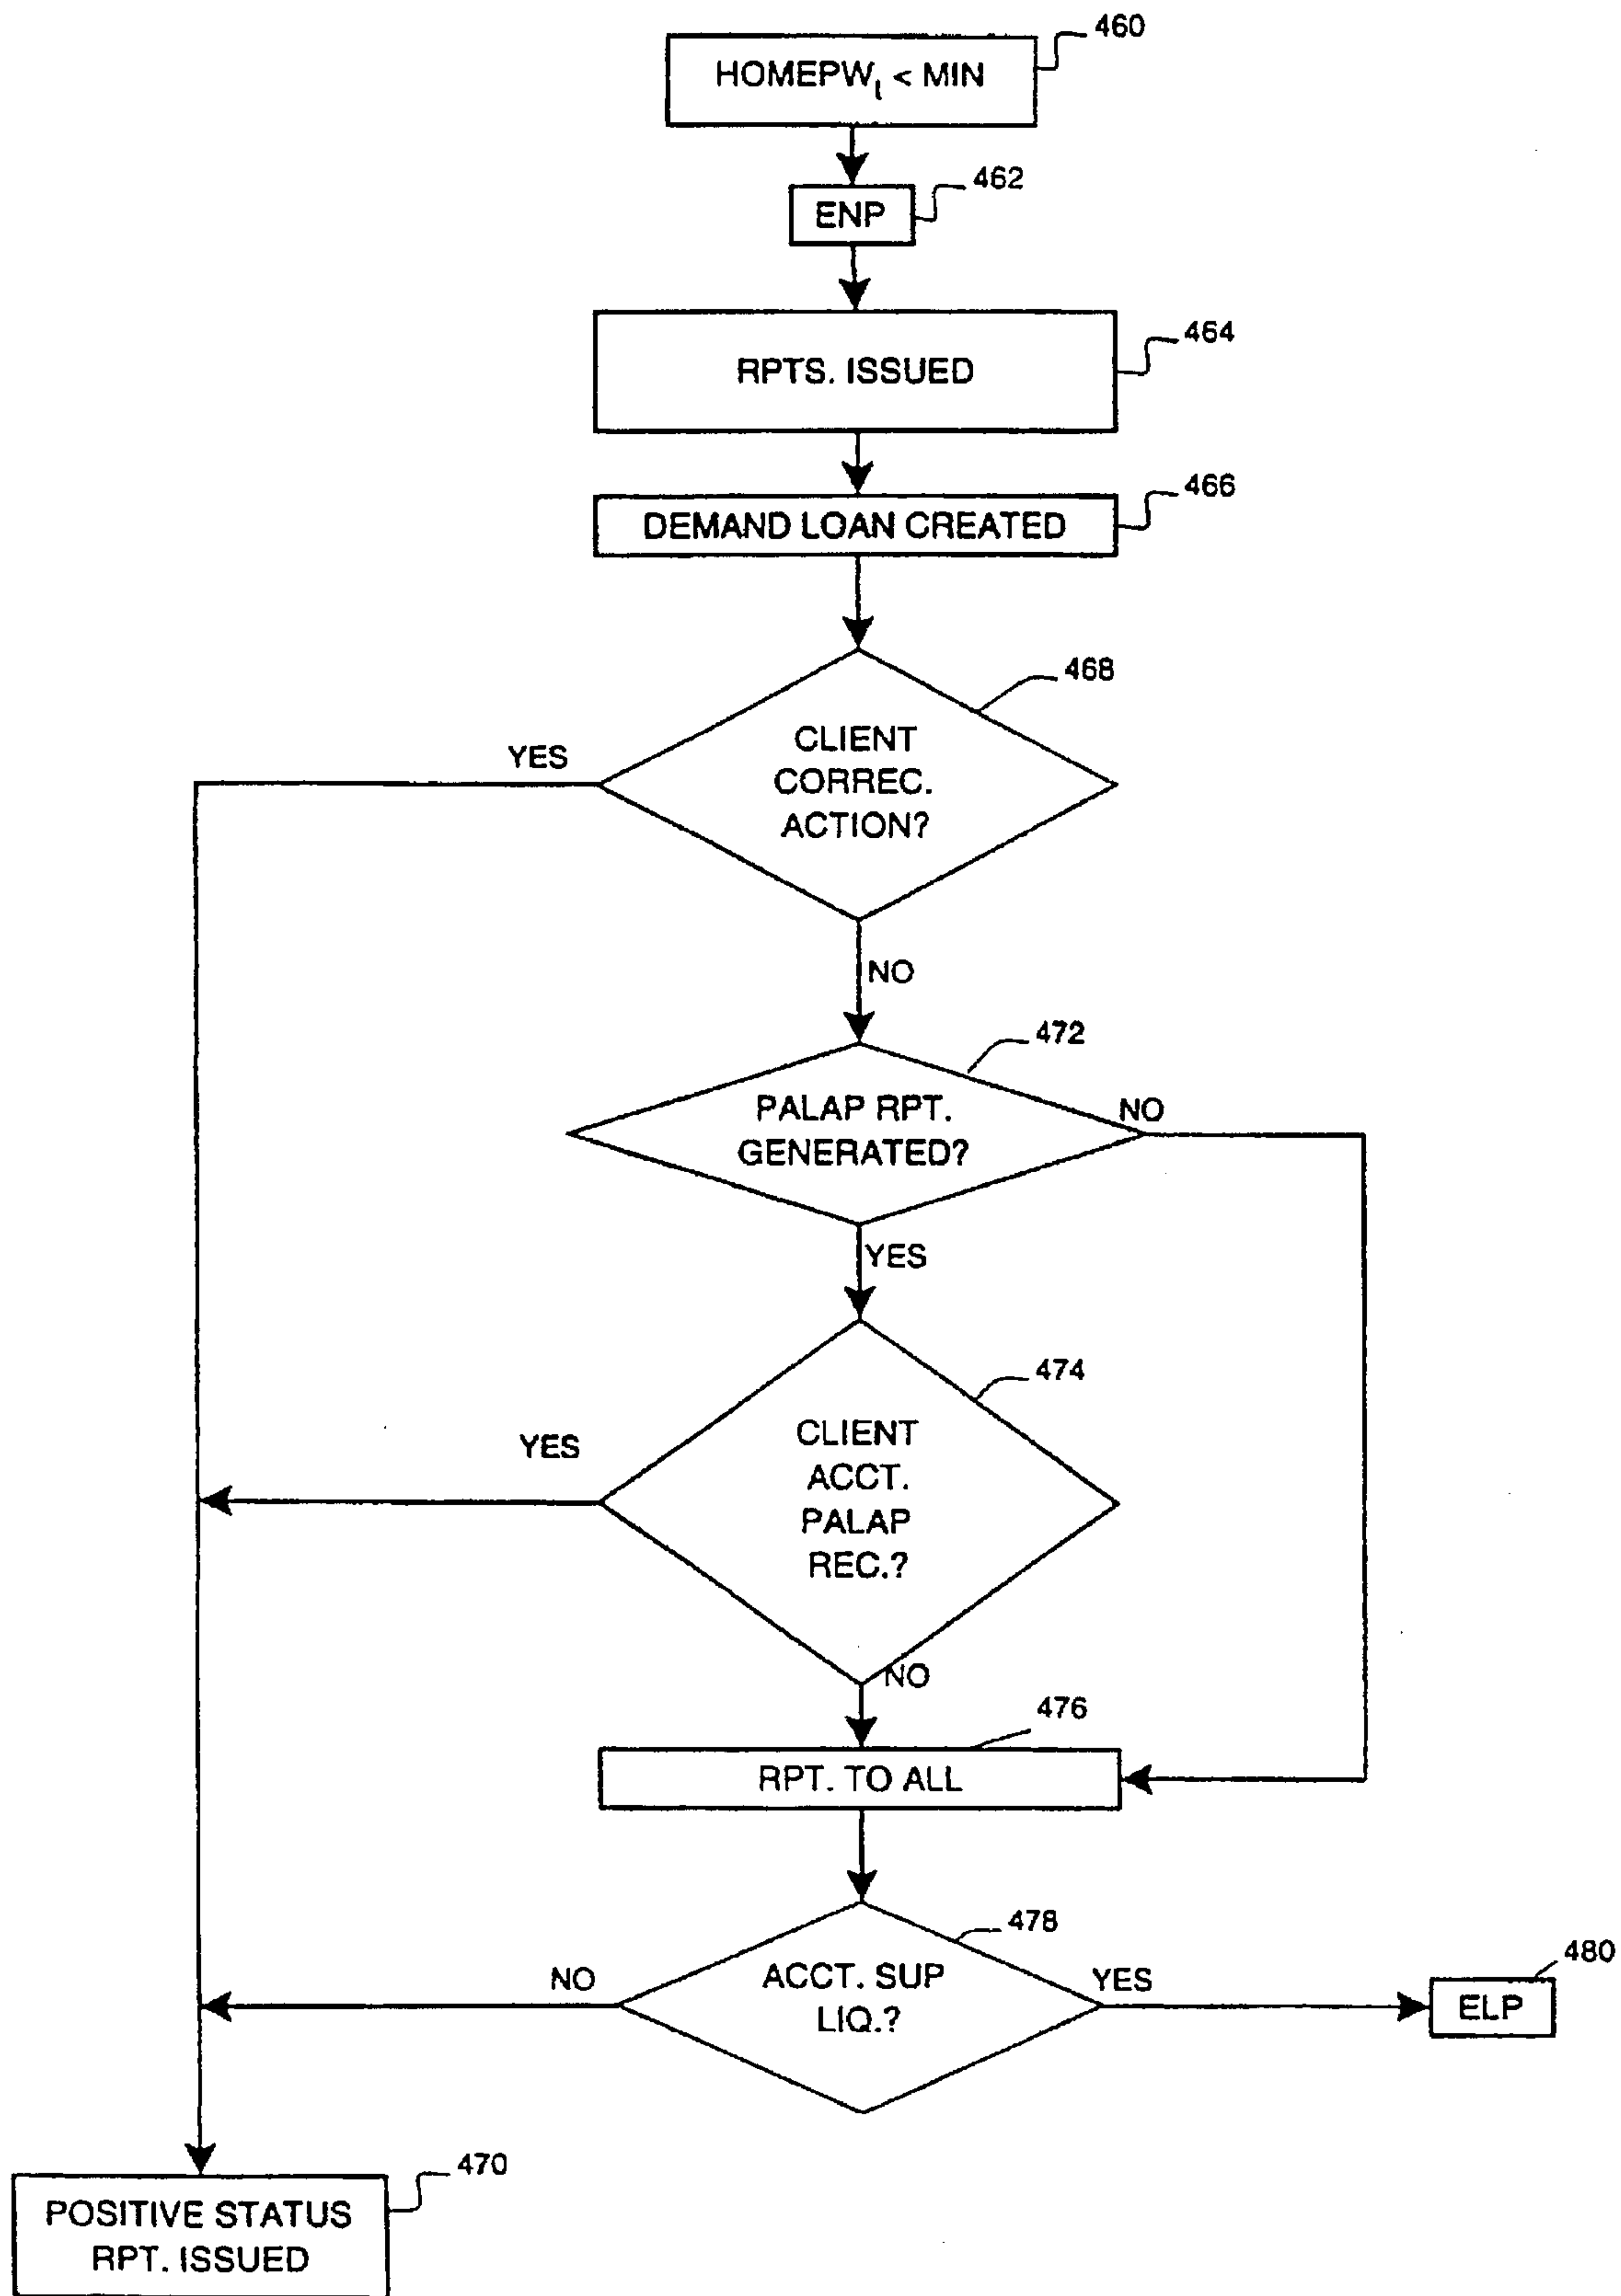 460
HOMEPWₗ < MIN
462
ENP
464
RPTS. ISSUED
466
DEMAND LOAN CREATED
468
CLIENT
CORREC.
ACTION?
YES
NO
472
PALAP RPT.
GENERATED?
NO
YES
474
CLIENT
ACCT.
PALAP
REC.?
YES
NO
476
RPT. TO ALL
478
ACCT. SUP
LIQ.?
NO
YES
480
ELP
470
POSITIVE STATUS
RPT. ISSUED